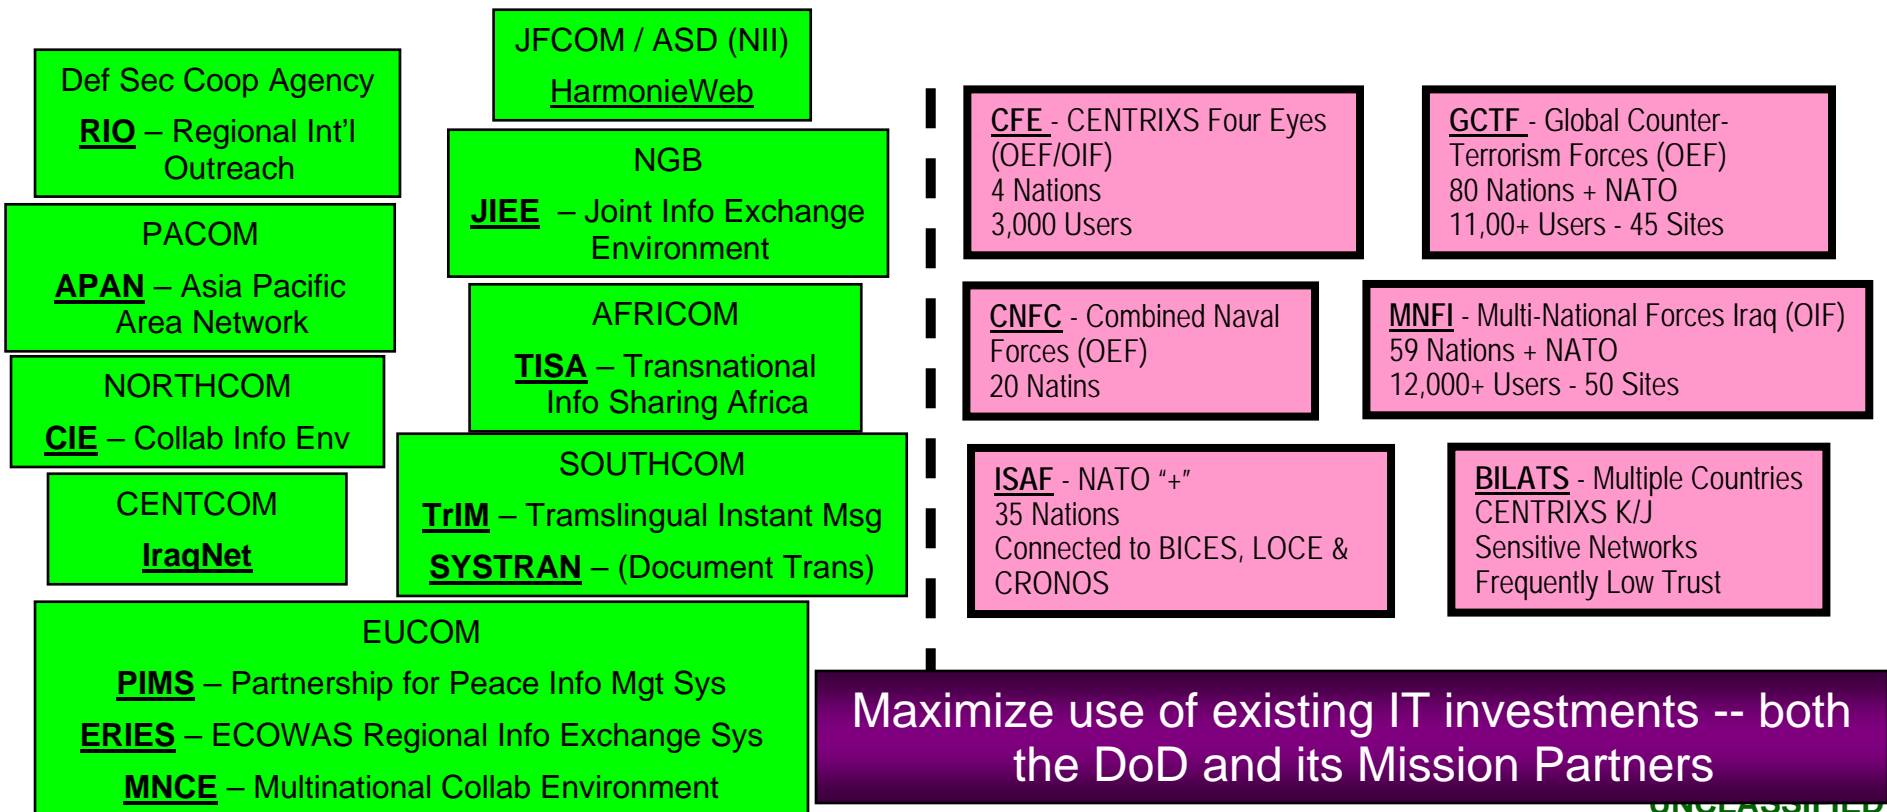 Def Sec Coop Agency
RIO – Regional Int'l
Outreach
PACOM
APAN – Asia Pacific
Area Network
NORTHCOM
CIE – Collab Info Env
CENTCOM
IraqNet
JFCOM / ASD (NII)
HarmonieWeb
NGB
JIEE – Joint Info Exchange
Environment
AFRICOM
TISA – Transnational
Info Sharing Africa
SOUTHCOM
TrIM – Tramslingual Instant Msg
SYSTRAN – (Document Trans)
EUCOM
PIMS – Partnership for Peace Info Mgt Sys
ERIES – ECOWAS Regional Info Exchange Sys
MNCE – Multinational Collab Environment
CFE - CENTRIXS Four Eyes
(OEF/OIF)
4 Nations
3,000 Users
GCTF - Global Counter-
Terrorism Forces (OEF)
80 Nations + NATO
11,00+ Users - 45 Sites
CNFC - Combined Naval
Forces (OEF)
20 Natins
MNFI - Multi-National Forces Iraq (OIF)
59 Nations + NATO
12,000+ Users - 50 Sites
ISAF - NATO “+”
35 Nations
Connected to BICES, LOCE &
CRONOS
BILATS - Multiple Countries
CENTRIXS K/J
Sensitive Networks
Frequently Low Trust
Maximize use of existing IT investments -- both
the DoD and its Mission Partners
UNCLASSIFIED